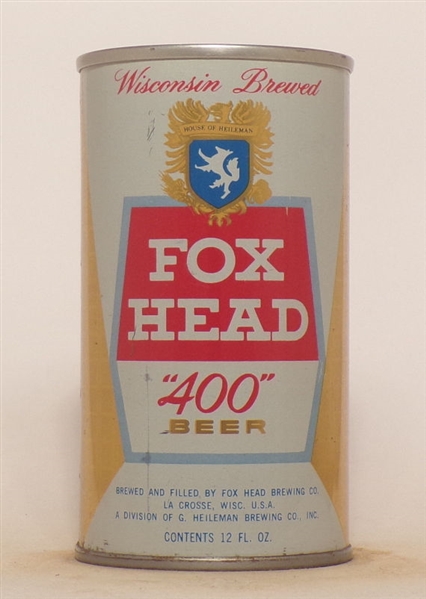 Wisconsin Brewed
HOUSE OF HEILEMAN
FOX
HEAD
"400"
BEER
BREWED AND FILLED BY FOX HEAD BREWING CO.
LA CROSSE, WISC. U.S.A.
A DIVISION OF G. HEILEMAN BREWING CO., INC.
CONTENTS 12 FL. OZ.